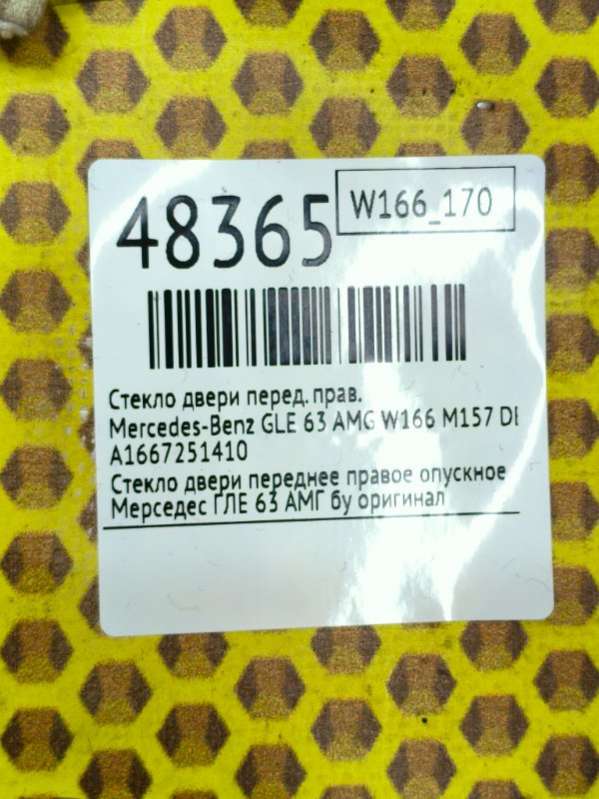 48365
W166_170
Стекло двери перед. прав.
Mercedes-Benz GLE 63 AMG W166 M157 DE
A1667251410
Стекло двери переднее правое опускное
Мерседес ГЛЕ 63 АМГ бу оригинал